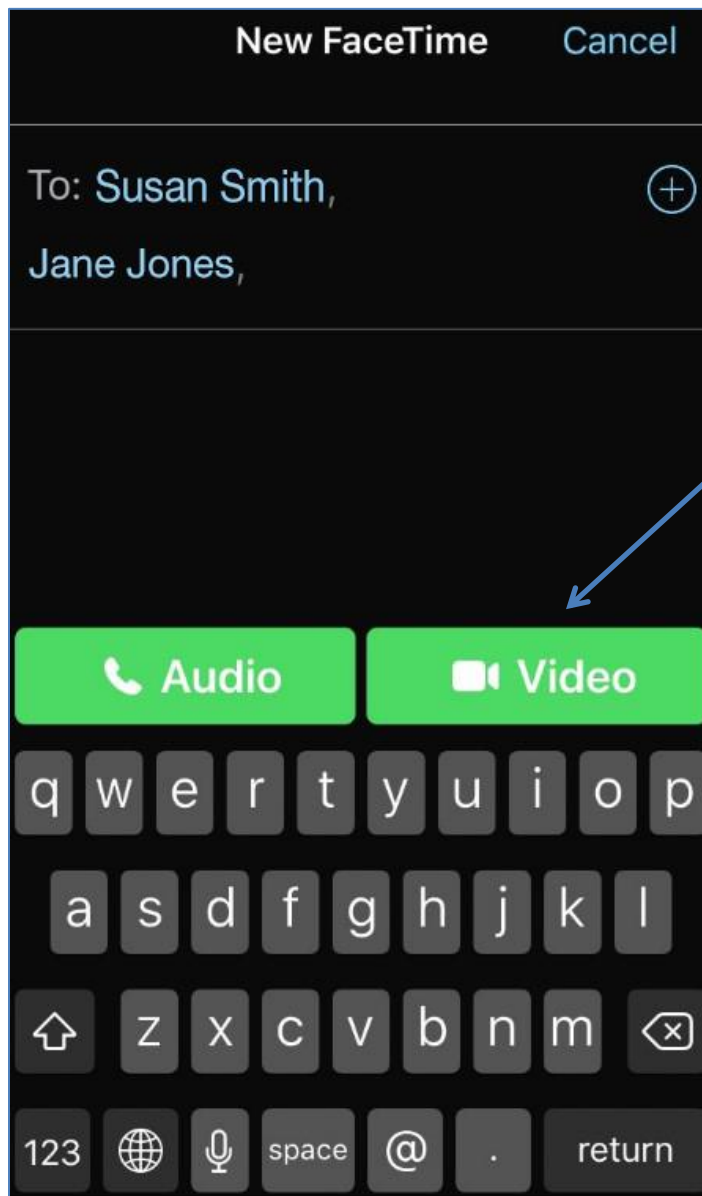 New FaceTime Cancel
To: Susan Smith,
Jane Jones,
Audio Video
q w e r t y u i o p
a s d f g h j k l
z x c v b n m
123 space @ . return